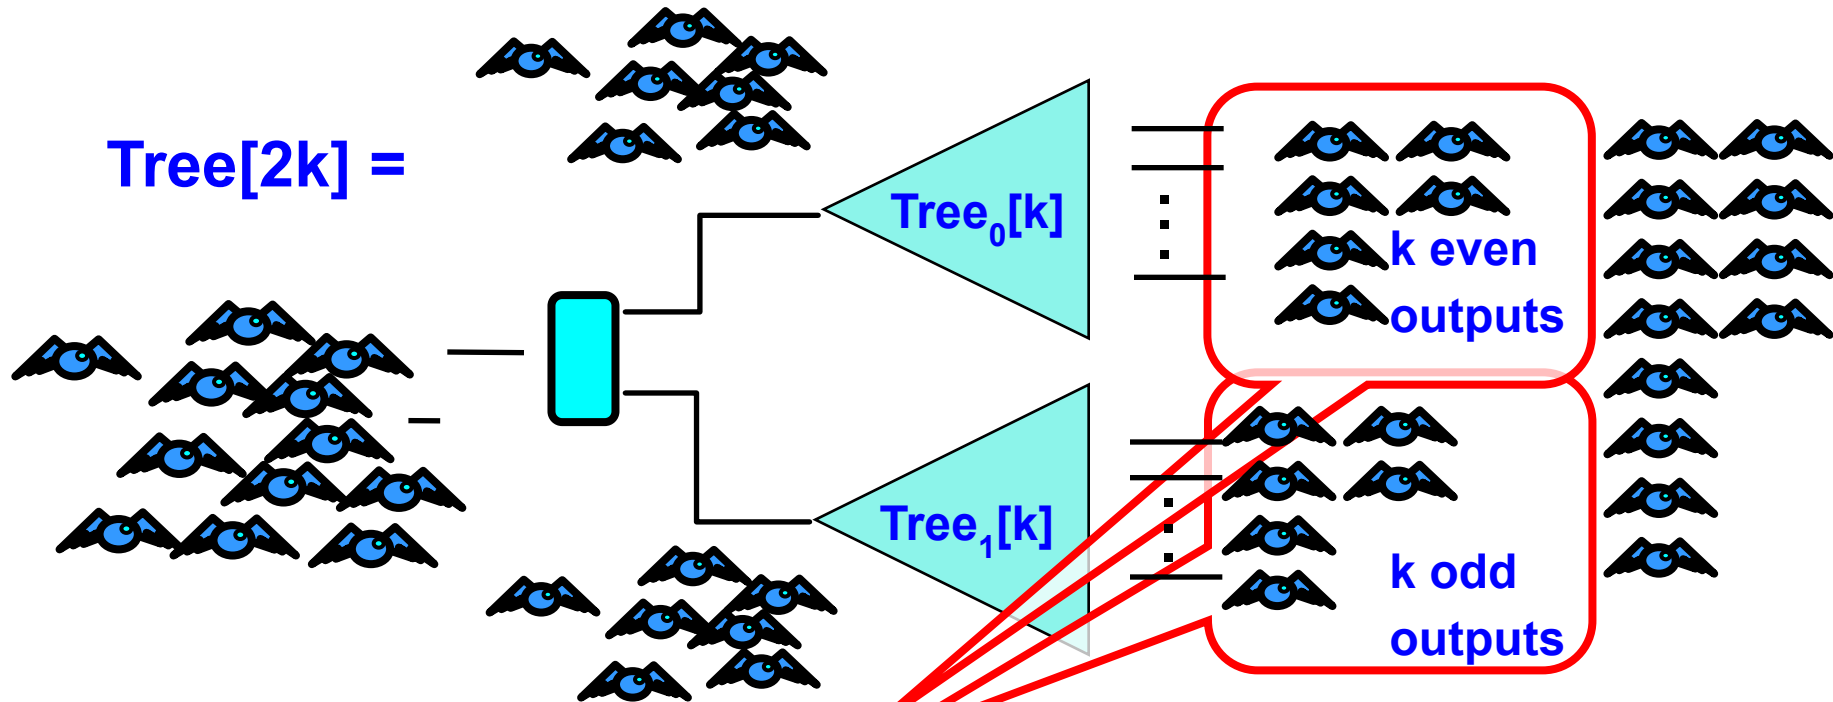 Tree[2k] =
Tree₀[k]
k even
outputs
Tree₁[k]
k odd
outputs